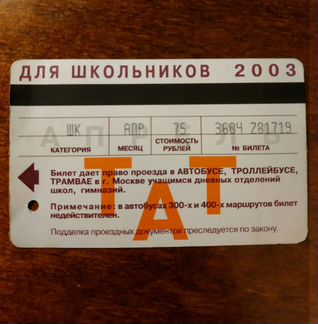 ДЛЯ ШКОЛЬНИКОВ 2003
АПРЕЛЬ
ШК АПР 75 3604 281719
КАТЕГОРИЯ МЕСЯЦ СТОИМОСТЬ РУБЛЕЙ № БИЛЕТА
ТАТ
Билет дает право проезда в АВТОБУСЕ, ТРОЛЛЕЙБУСЕ,
ТРАМВАЕ в г. Москве учащимся дневных отделений
школ, гимназий.
Примечание: в автобусах 300-х и 400-х маршрутов билет
недействителен.
Подделка проездных документов преследуется по закону.